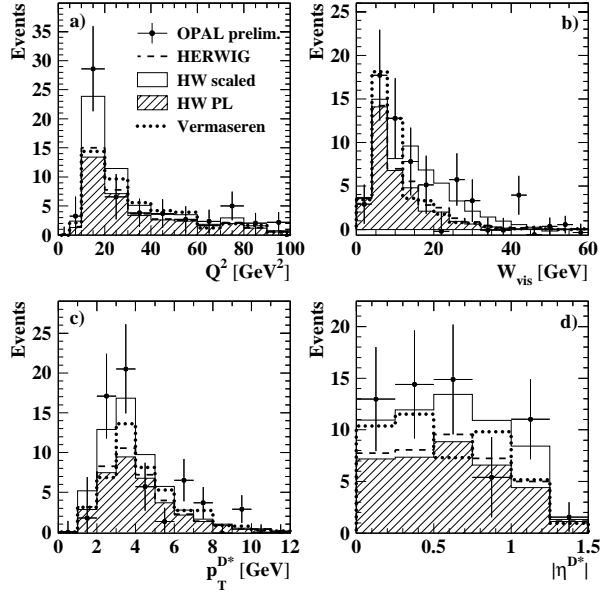 Events
a)
OPAL prelim.
HERWIG
HW scaled
HW PL
Vermaseren
40
35
30
25
20
15
10
5
0
0 20 40 60 80 100
Q² [GeV²]
Events
b)
25
20
15
10
5
0
0 20 40 60
W_vis [GeV]
Events
c)
30
25
20
15
10
5
0
0 2 4 6 8 10 12
p_T^D* [GeV]
Events
d)
25
20
15
10
5
0
0 0.5 1 1.5
|η^D*|